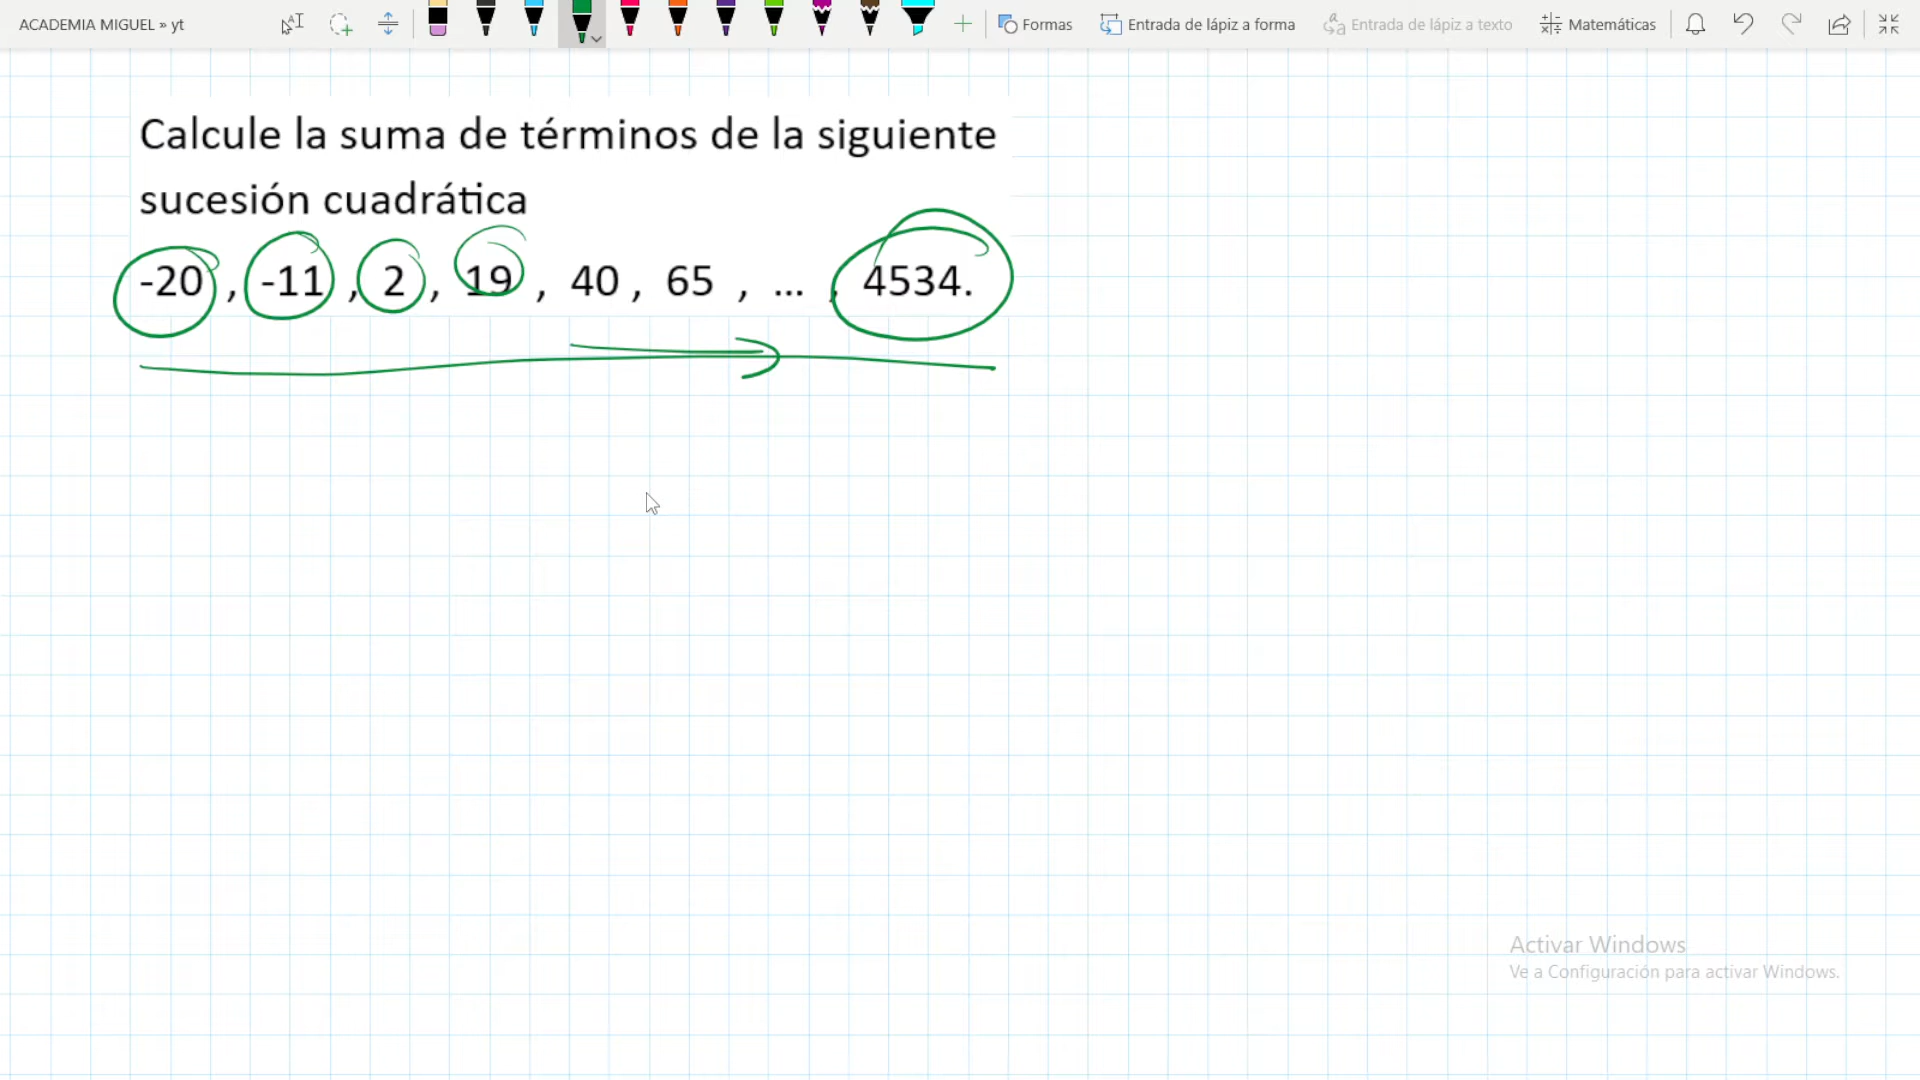 ACADEMIA MIGUEL » yt
Formas
Entrada de lápiz a forma
Entrada de lápiz a texto
Matemáticas
Calcule la suma de términos de la siguiente
sucesión cuadrática
-20 , -11 , 2 , 19 , 40 , 65 , ... , 4534.
Activar Windows
Ve a Configuración para activar Windows.